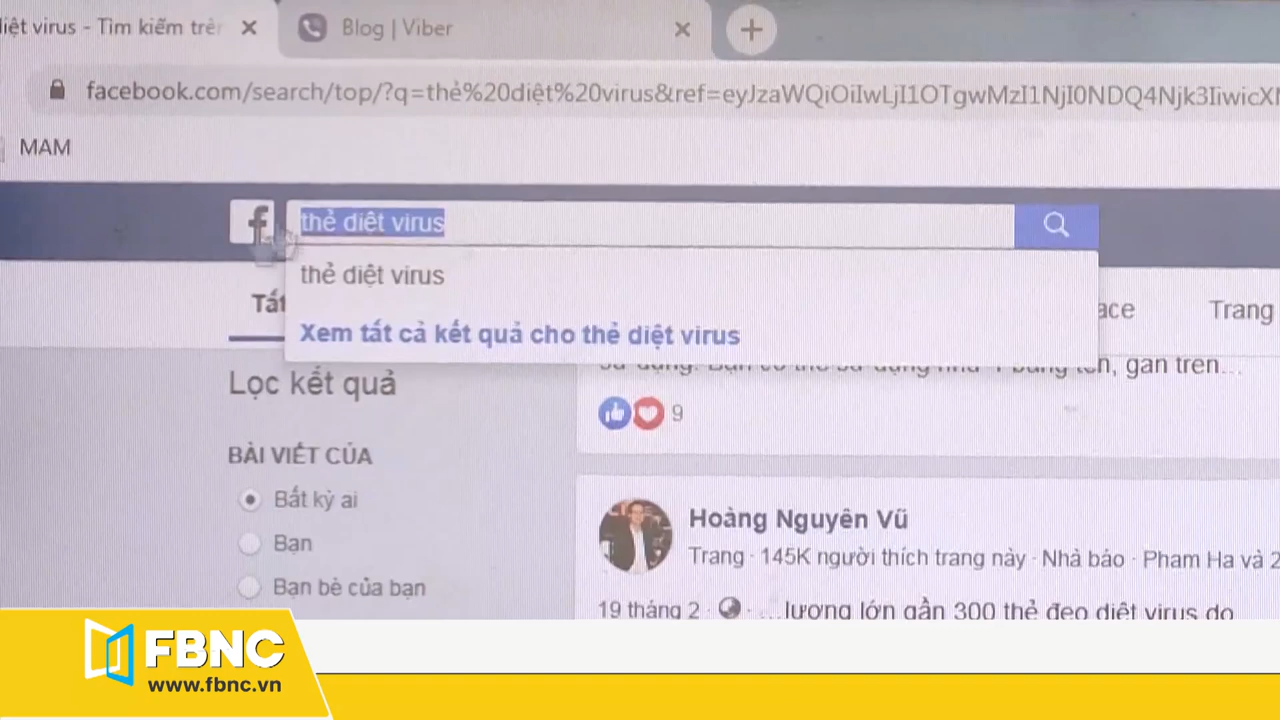 diệt virus - Tìm kiếm trên
Blog | Viber
facebook.com/search/top/?q=thẻ%20diệt%20virus&ref=eyJzaWQiOiIwLjI1OTgwMzI1NjI0NDQ4Njk3IiwicX
MAM
thẻ diệt virus
thẻ diệt virus
Xem tất cả kết quả cho thẻ diệt virus
Tất
ace
Trang
gan tren...
Lọc kết quả
9
BÀI VIẾT CỦA
Bất kỳ ai
Bạn
Bạn bè của bạn
Hoàng Nguyên Vũ
Trang · 145K người thích trang này · Nhà báo · Pham Ha và 2
19 tháng 2 · ...lượng lớn gần 300 thẻ đeo diệt virus do
FBNC
www.fbnc.vn